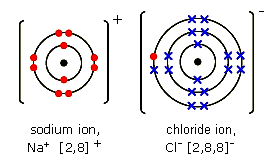 +
−
sodium ion,
Na⁺ [2,8] ⁺
chloride ion,
Cl⁻ [2,8,8]⁻